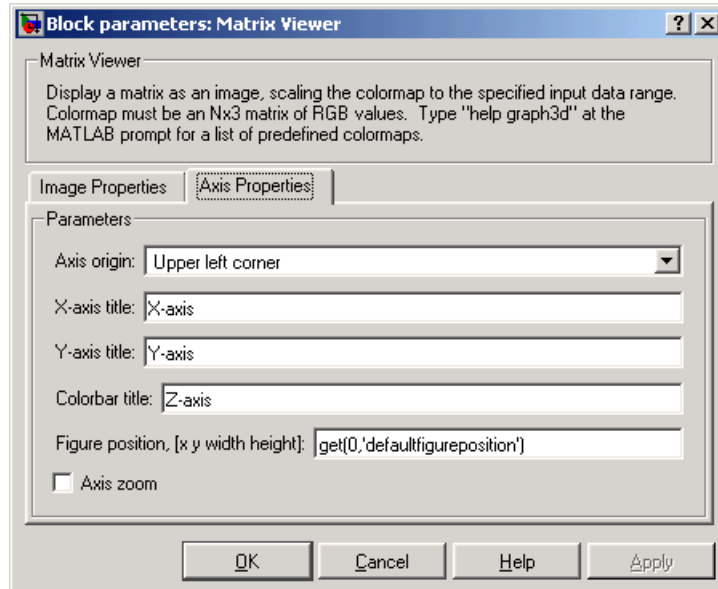 Block parameters: Matrix Viewer
Matrix Viewer
Display a matrix as an image, scaling the colormap to the specified input data range.
Colormap must be an Nx3 matrix of RGB values.  Type "help graph3d" at the
MATLAB prompt for a list of predefined colormaps.
Image Properties Axis Properties
Parameters
Axis origin: Upper left corner
X-axis title: X-axis
Y-axis title: Y-axis
Colorbar title: Z-axis
Figure position, [x y width height]: get(0,'defaultfigureposition')
Axis zoom
OK Cancel Help Apply